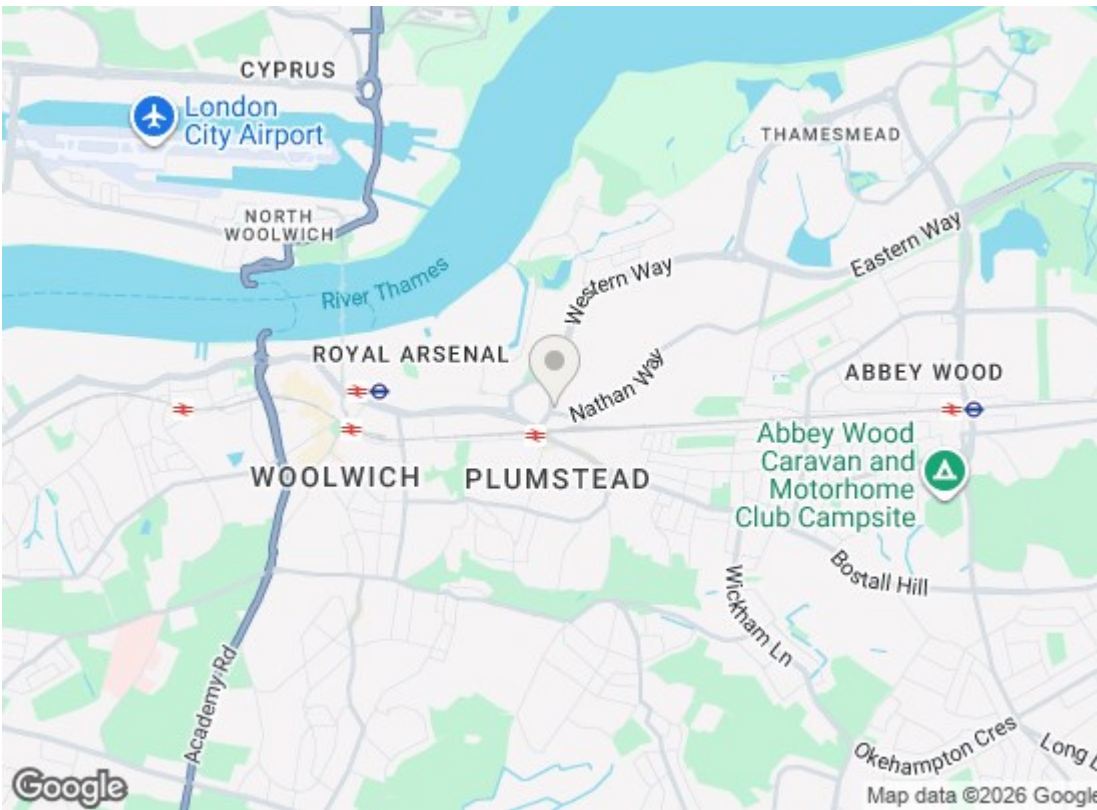 CYPRUS
London
City Airport
THAMESMEAD
NORTH
WOOLWICH
Eastern Way
River Thames
Western Way
ROYAL ARSENAL
Nathan Way
ABBEY WOOD
WOOLWICH
PLUMSTEAD
Abbey Wood
Caravan and
Motorhome
Club Campsite
Bostall Hill
Wickham Ln
Academy Rd
Okehampton Cres
Long
Google
Map data ©2026 Google